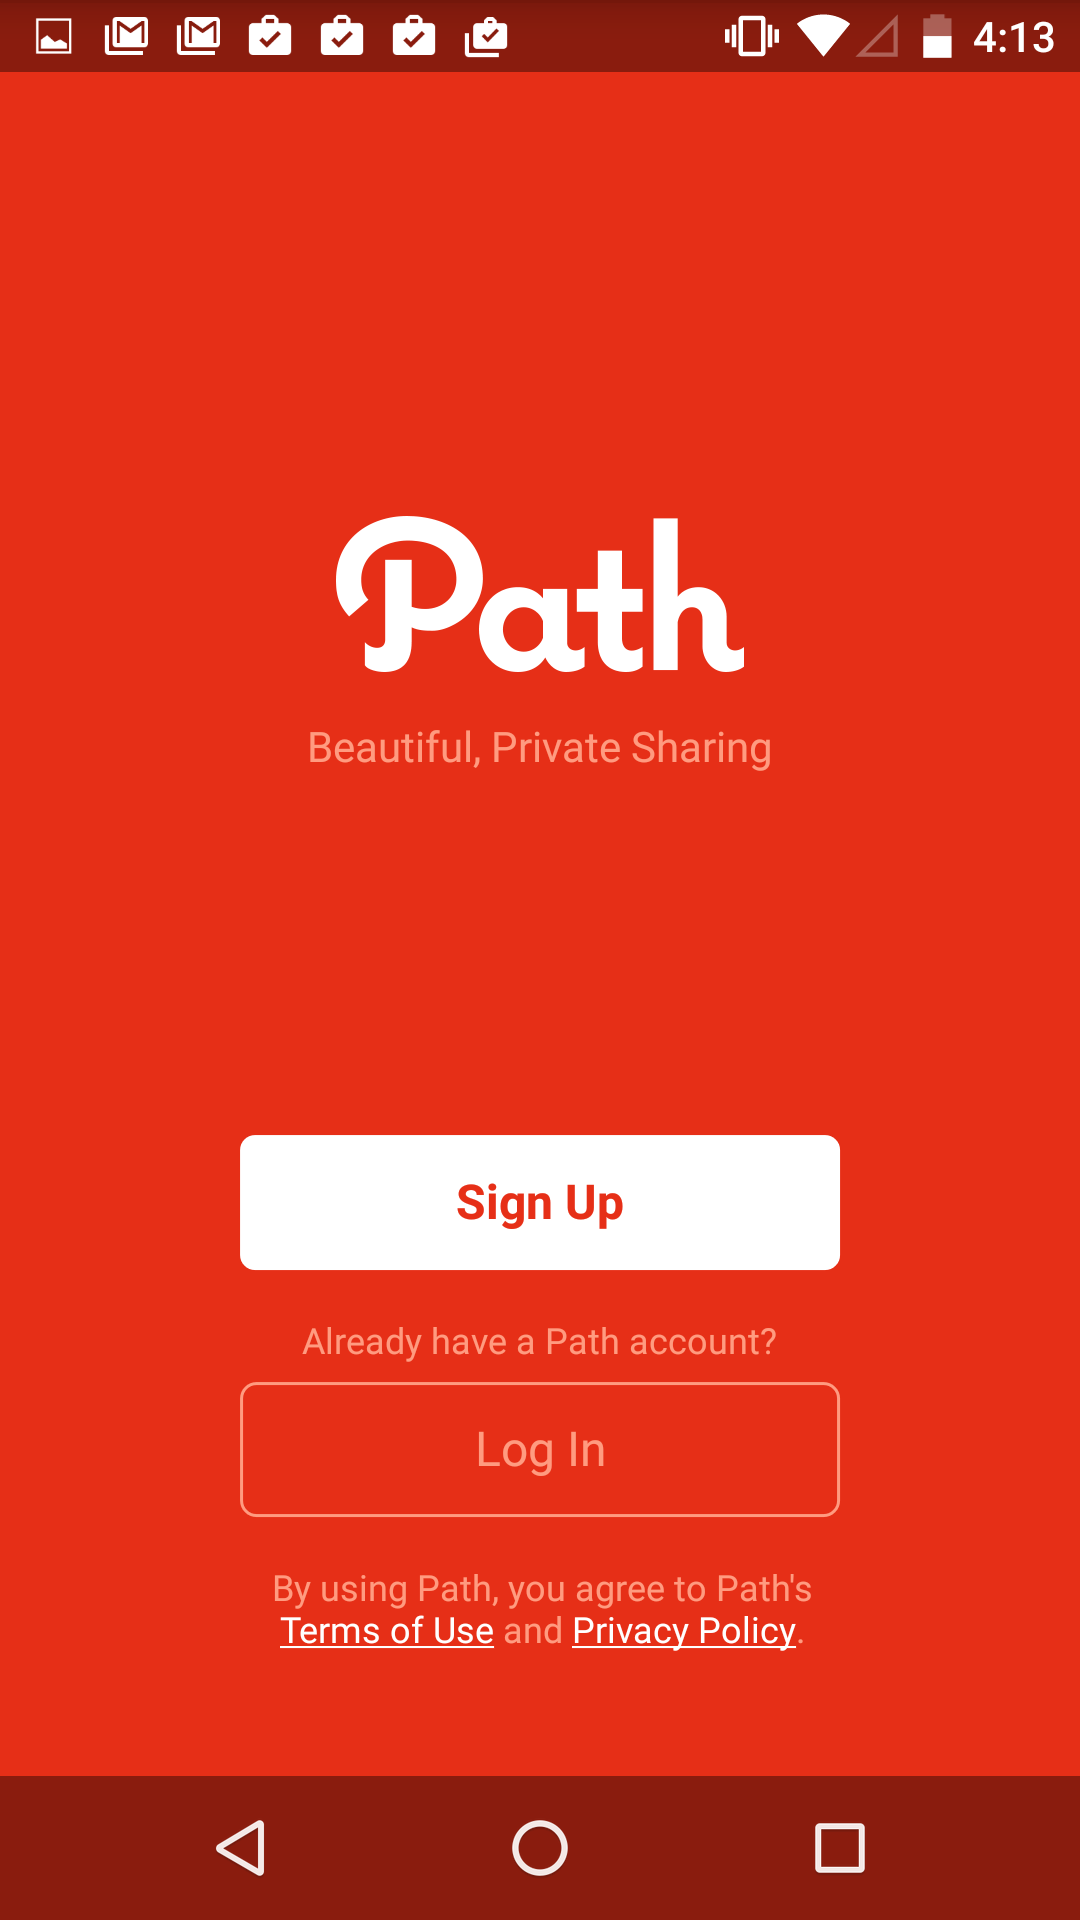 4:13
Path
Beautiful, Private Sharing
Sign Up
Already have a Path account?
Log In
By using Path, you agree to Path's
Terms of Use and Privacy Policy.